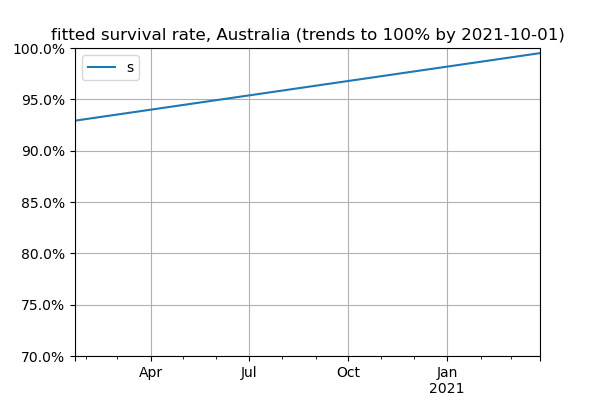 fitted survival rate, Australia (trends to 100% by 2021-10-01)
100.0%
s
95.0%
90.0%
85.0%
80.0%
75.0%
70.0%
Apr Jul Oct Jan
2021